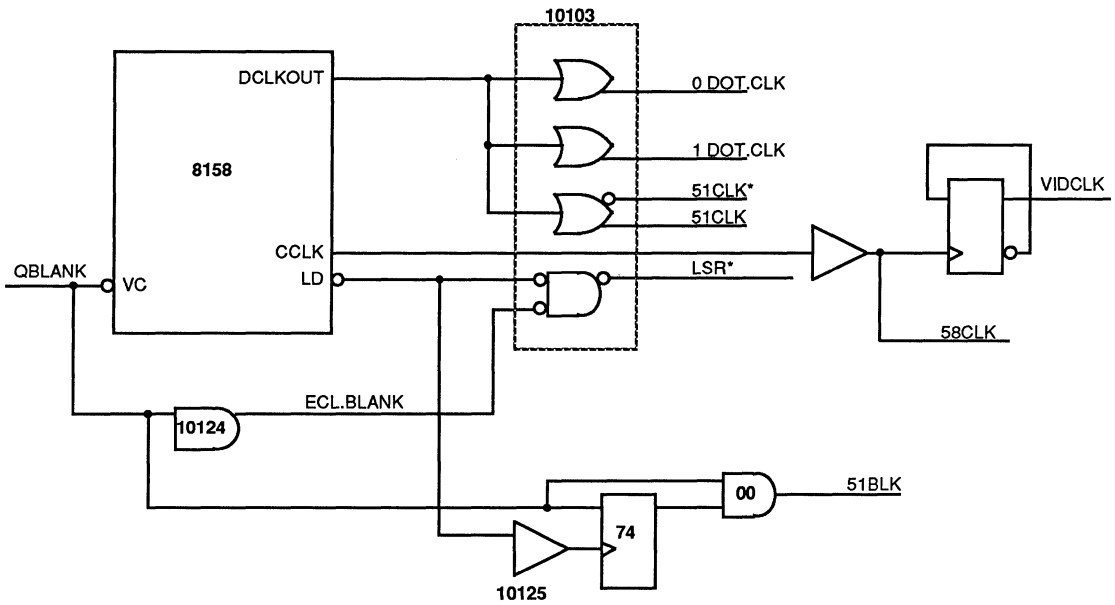 10103
DCLKOUT
0 DOT.CLK
1 DOT.CLK
8158
51CLK*
VIDCLK
51CLK
CCLK
QBLANK
VC
LD
LSR*
58CLK
ECL.BLANK
10124
00
51BLK
74
10125